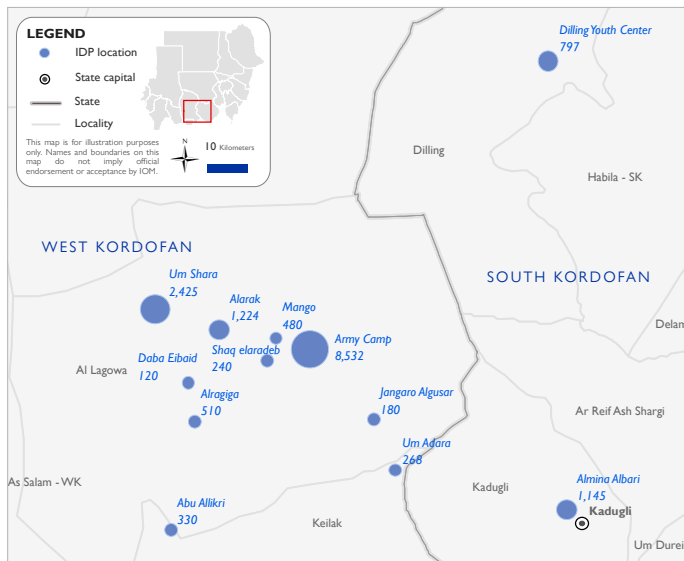 LEGEND
IDP location
State capital
State
Locality
This map is for illustration purposes
only. Names and boundaries on this
map do not imply official
endorsement or acceptance by IOM.
N
10 Kilometers
Dilling Youth Center
797
Dilling
Habila - SK
WEST KORDOFAN
SOUTH KORDOFAN
Um Shara
2,425
Alarak
1,224
Mango
480
Army Camp
8,532
Shaq elaradeb
240
Daba Eibaid
120
Al Lagowa
Alragiga
510
Jangaro Algusar
180
Delam
Ar Reif Ash Shargi
Um Adara
268
As Salam - WK
Kadugli
Almina Albari
1,145
Kadugli
Abu Allikri
330
Keilak
Um Durei